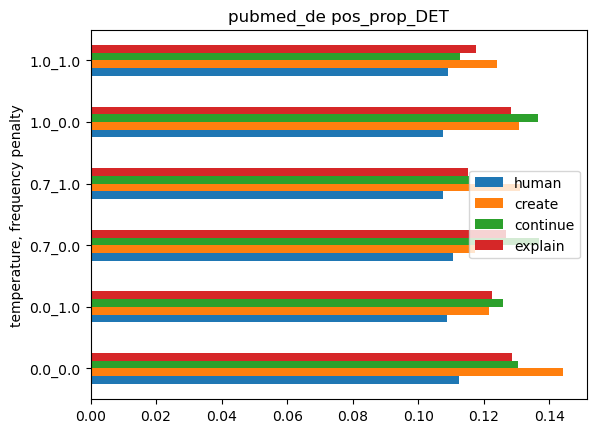 pubmed_de pos_prop_DET
temperature, frequency penalty
1.0_1.0
1.0_0.0
0.7_1.0
0.7_0.0
0.0_1.0
0.0_0.0
human
create
continue
explain
0.00 0.02 0.04 0.06 0.08 0.10 0.12 0.14